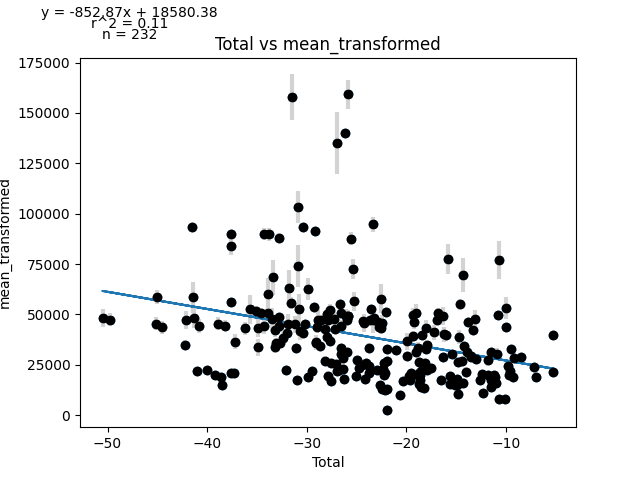 y = -852.87x + 18580.38
r^2 = 0.11
n = 232
Total vs mean_transformed
175000
150000
125000
100000
75000
50000
25000
0
mean_transformed
−50
−40
−30
−20
−10
Total